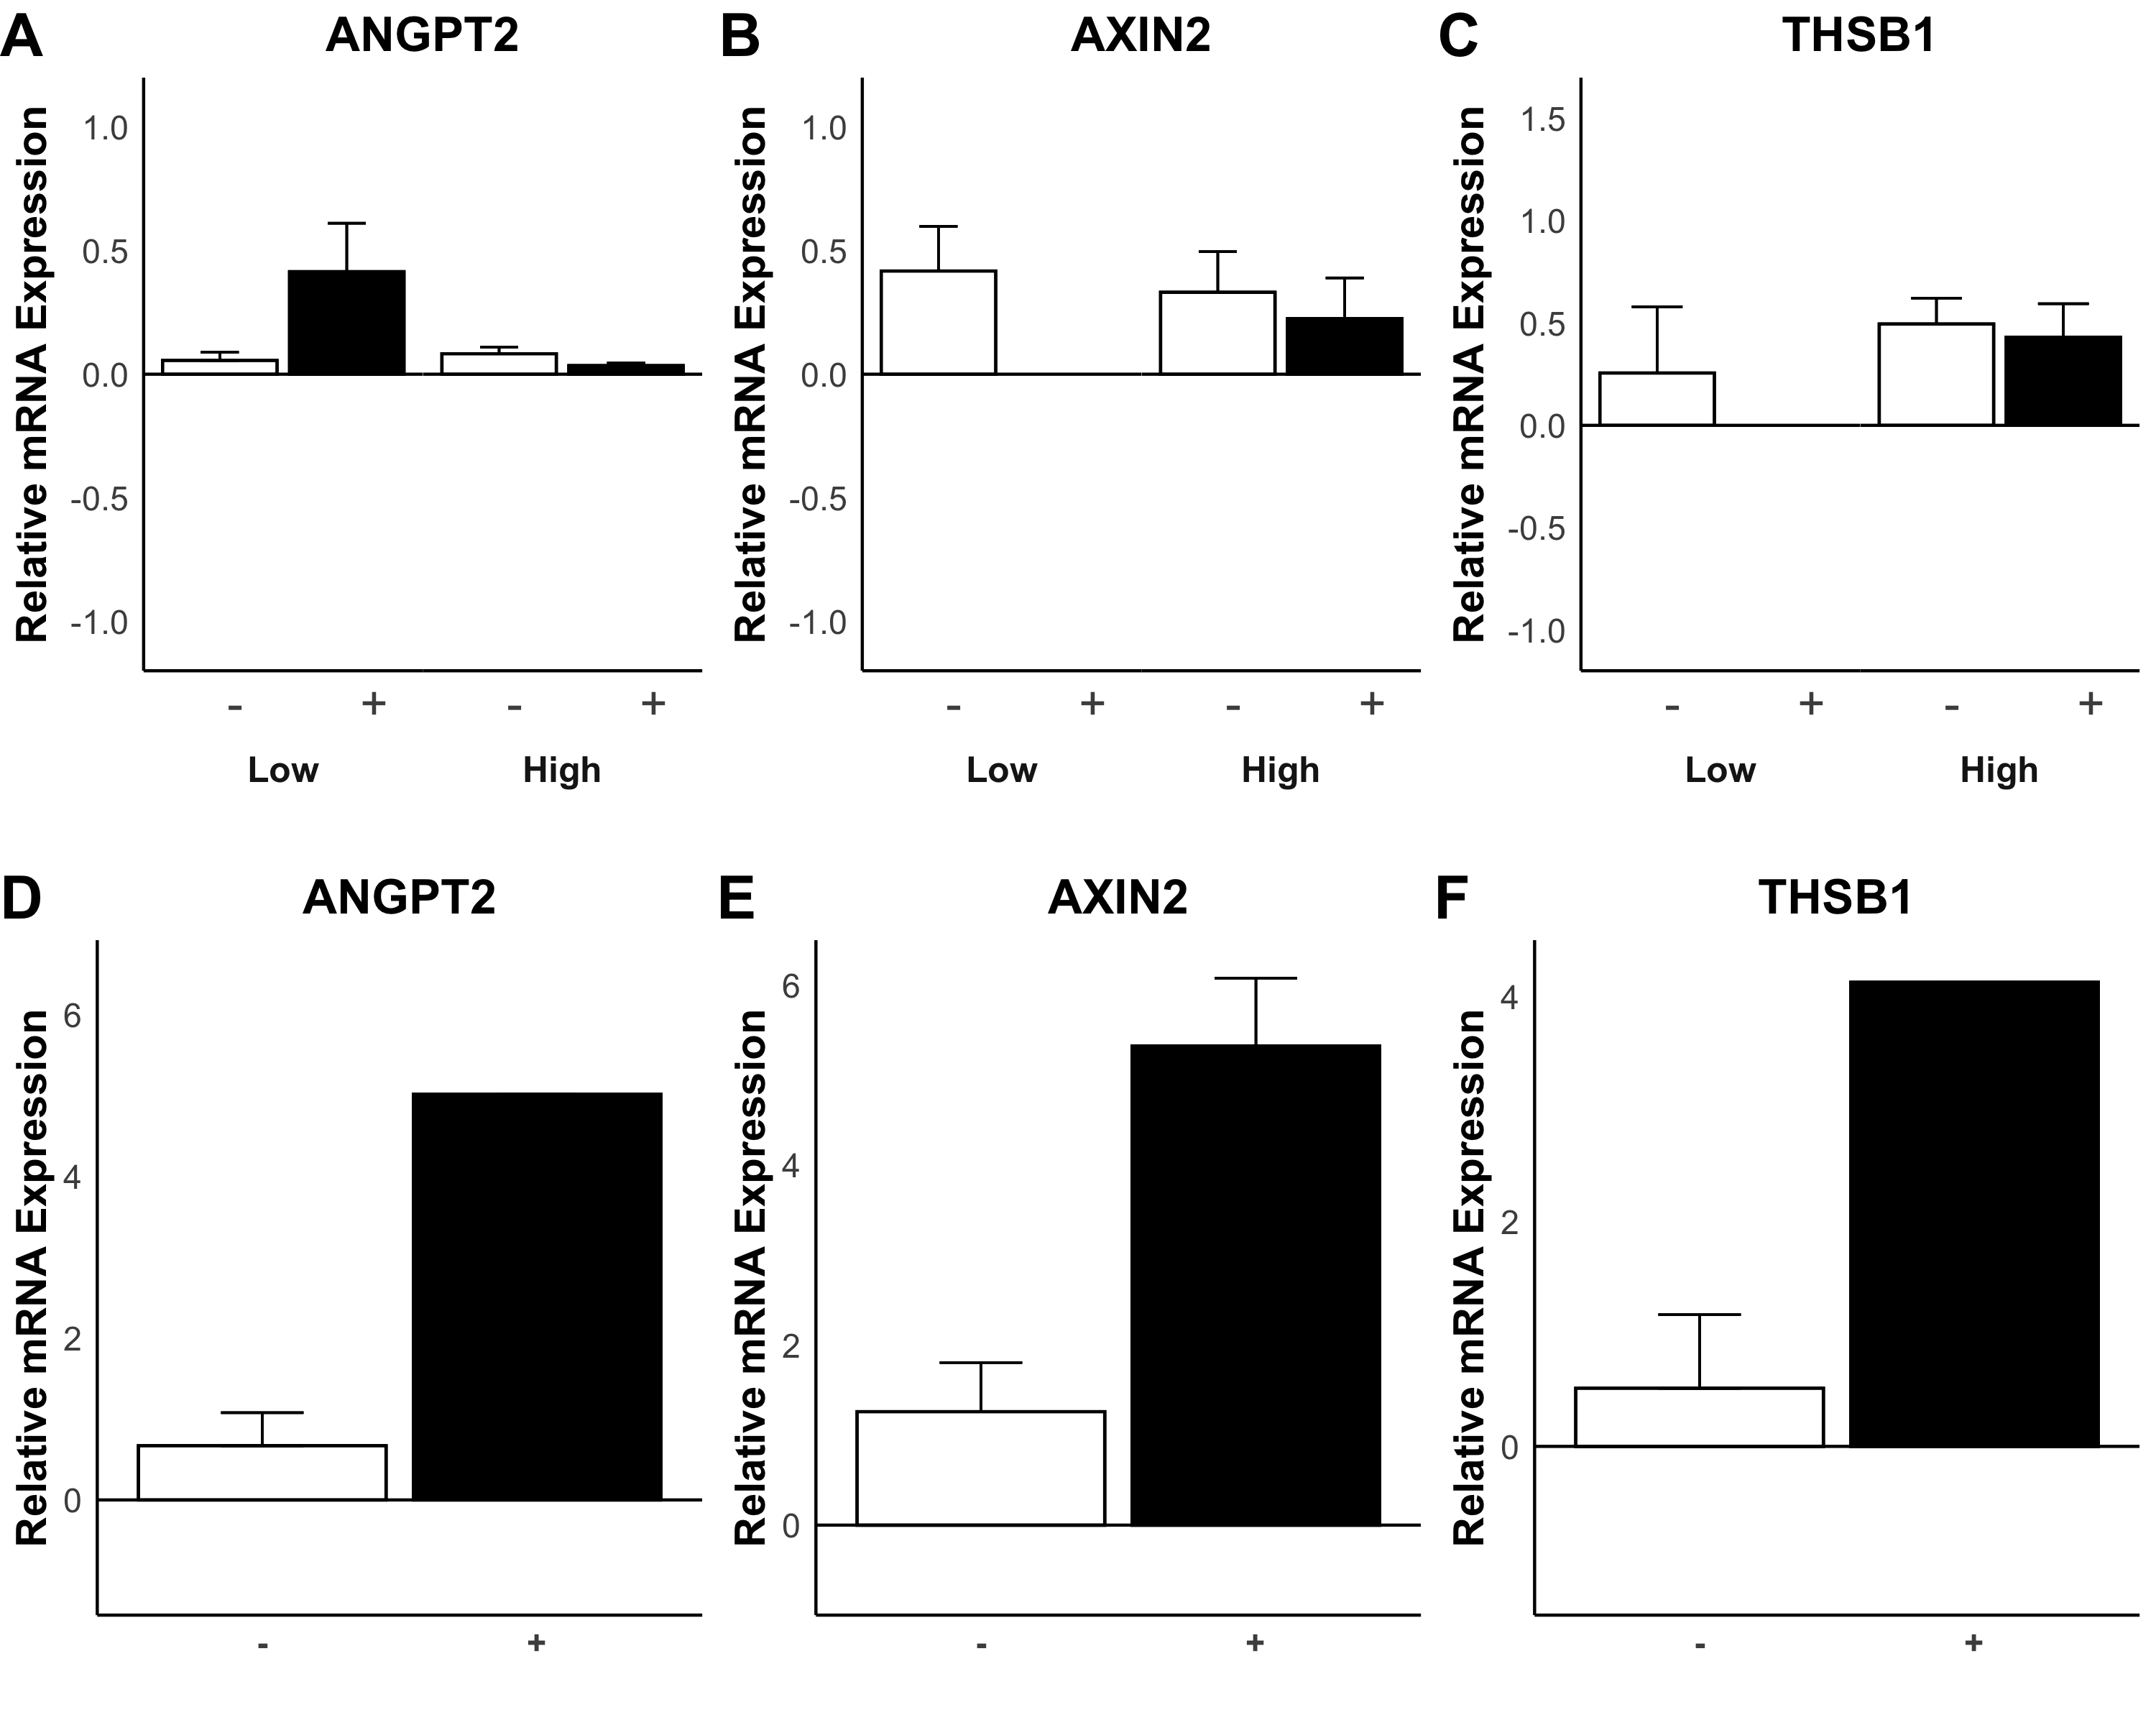 A
ANGPT2
Relative mRNA Expression
1.0
0.5
0.0
-0.5
-1.0
- + - +
Low High
B
AXIN2
Relative mRNA Expression
1.0
0.5
0.0
-0.5
-1.0
- + - +
Low High
C
THSB1
Relative mRNA Expression
1.5
1.0
0.5
0.0
-0.5
-1.0
- + - +
Low High
D
ANGPT2
Relative mRNA Expression
6
4
2
0
- +
E
AXIN2
Relative mRNA Expression
6
4
2
0
- +
F
THSB1
Relative mRNA Expression
4
2
0
- +